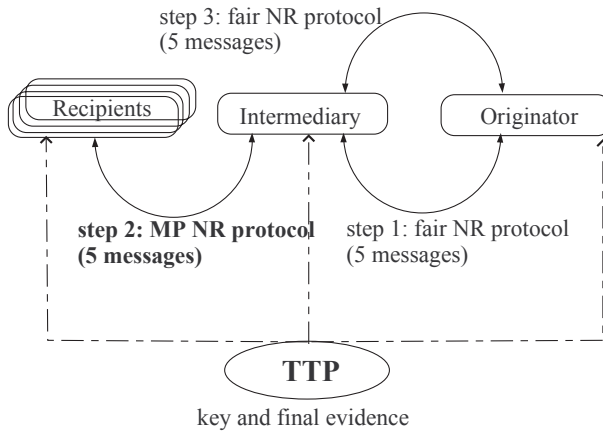 step 3: fair NR protocol
(5 messages)
Recipients
Intermediary
Originator
step 2: MP NR protocol
(5 messages)
step 1: fair NR protocol
(5 messages)
TTP
key and final evidence